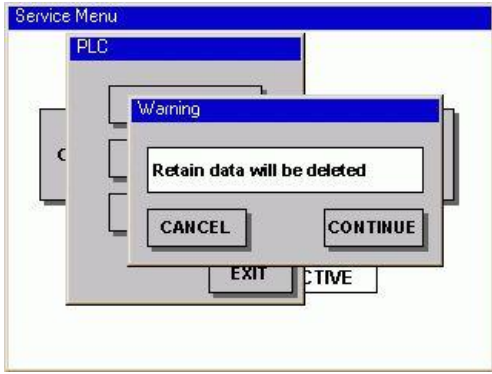 Service Menu
PLC
Warning
C
Retain data will be deleted
CANCEL CONTINUE
EXIT CTIVE